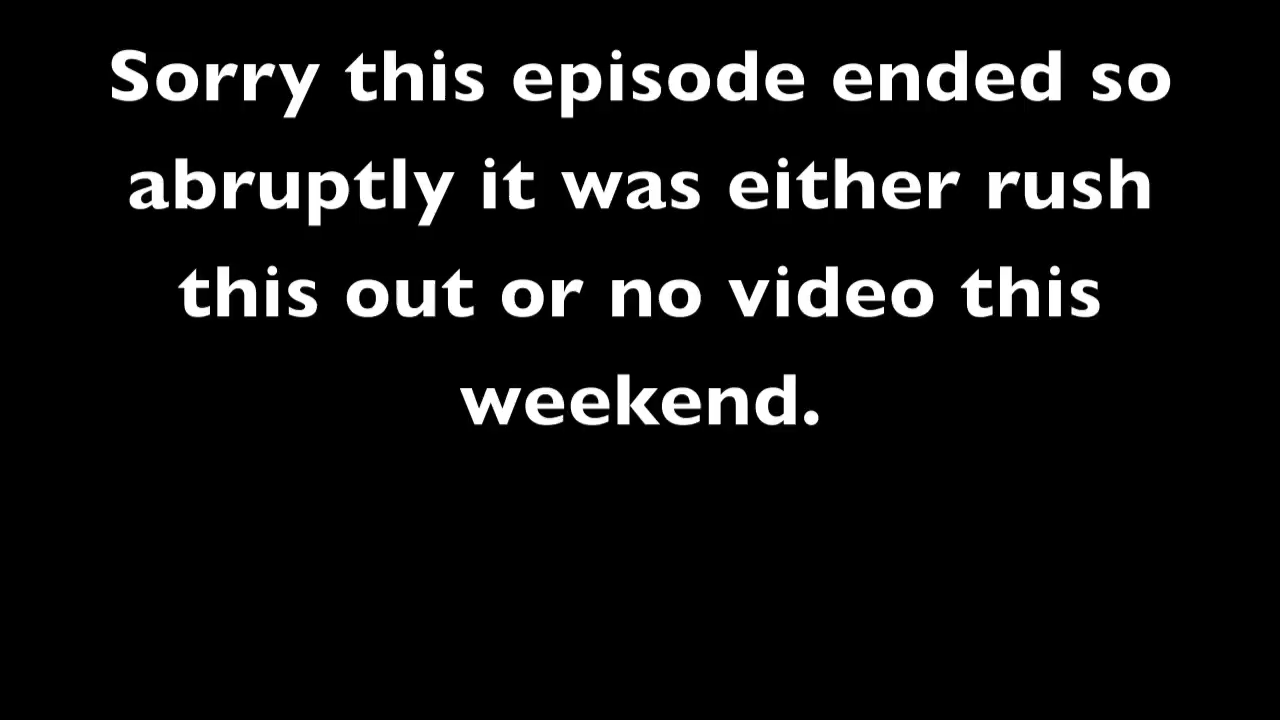 Sorry this episode ended so
abruptly it was either rush
this out or no video this
weekend.